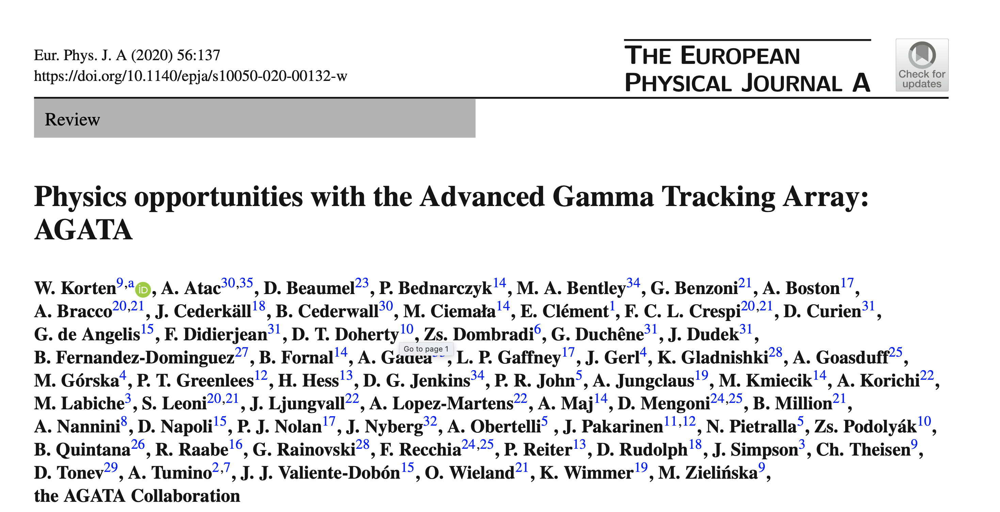 Eur. Phys. J. A (2020) 56:137
https://doi.org/10.1140/epja/s10050-020-00132-w
THE EUROPEAN
PHYSICAL JOURNAL A
Check for
updates
Review
Physics opportunities with the Advanced Gamma Tracking Array:
AGATA
W. Korten9,a iD, A. Atac30,35, D. Beaumel23, P. Bednarczyk14, M. A. Bentley34, G. Benzoni21, A. Boston17,
A. Bracco20,21, J. Cederkäll18, B. Cederwall30, M. Ciemała14, E. Clément1, F. C. L. Crespi20,21, D. Curien31,
G. de Angelis15, F. Didierjean31, D. T. Doherty10, Zs. Dombradi6, G. Duchêne31, J. Dudek31,
Go to page 1
B. Fernandez-Dominguez27, B. Fornal14, A. Gadea, L. P. Gaffney17, J. Gerl4, K. Gladnishki28, A. Goasduff25,
M. Górska4, P. T. Greenlees12, H. Hess13, D. G. Jenkins34, P. R. John5, A. Jungclaus19, M. Kmiecik14, A. Korichi22,
M. Labiche3, S. Leoni20,21, J. Ljungvall22, A. Lopez-Martens22, A. Maj14, D. Mengoni24,25, B. Million21,
A. Nannini8, D. Napoli15, P. J. Nolan17, J. Nyberg32, A. Obertelli5 , J. Pakarinen11,12, N. Pietralla5, Zs. Podolyák10,
B. Quintana26, R. Raabe16, G. Rainovski28, F. Recchia24,25, P. Reiter13, D. Rudolph18, J. Simpson3, Ch. Theisen9,
D. Tonev29, A. Tumino2,7, J. J. Valiente-Dobón15, O. Wieland21, K. Wimmer19, M. Zielińska9,
the AGATA Collaboration